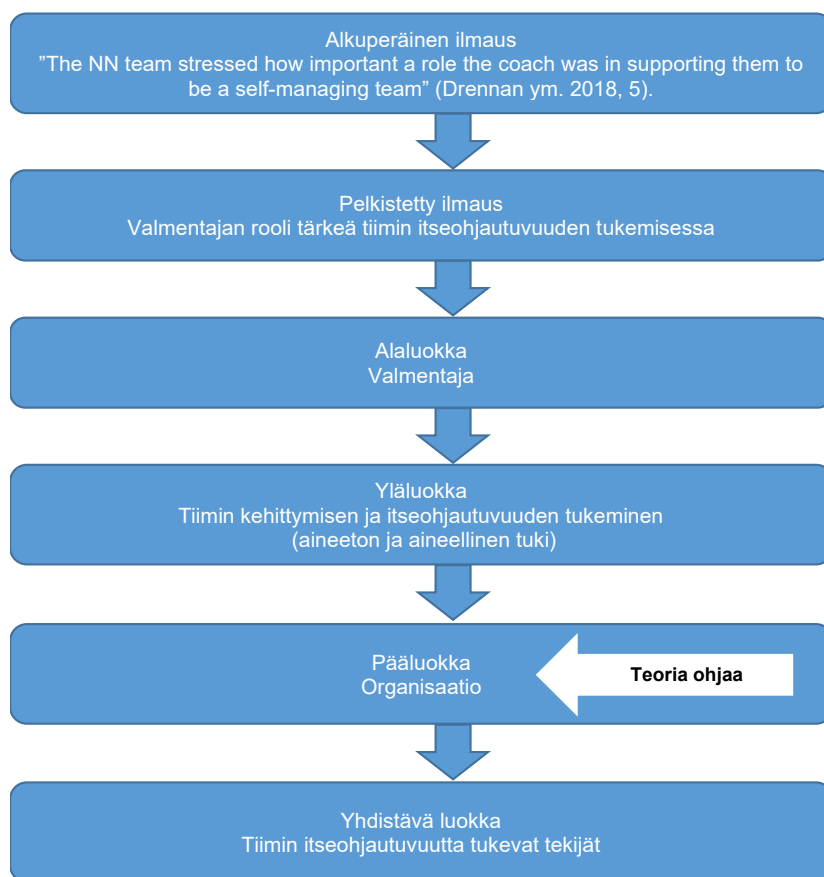 Alkuperäinen ilmaus
”The NN team stressed how important a role the coach was in supporting them to
be a self-managing team” (Drennan ym. 2018, 5).
Pelkistetty ilmaus
Valmentajan rooli tärkeä tiimin itseohjautuvuuden tukemisessa
Alaluokka
Valmentaja
Yläluokka
Tiimin kehittymisen ja itseohjautuvuuden tukeminen
(aineeton ja aineellinen tuki)
Pääluokka
Organisaatio
Teoria ohjaa
Yhdistävä luokka
Tiimin itseohjautuvuutta tukevat tekijät